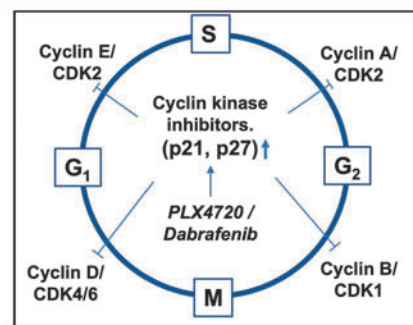 S
Cyclin E/
CDK2
Cyclin A/
CDK2
Cyclin kinase
inhibitors.
(p21, p27)↑
G₁
G₂
PLX4720 /
Dabrafenib
Cyclin D/
CDK4/6
Cyclin B/
CDK1
M